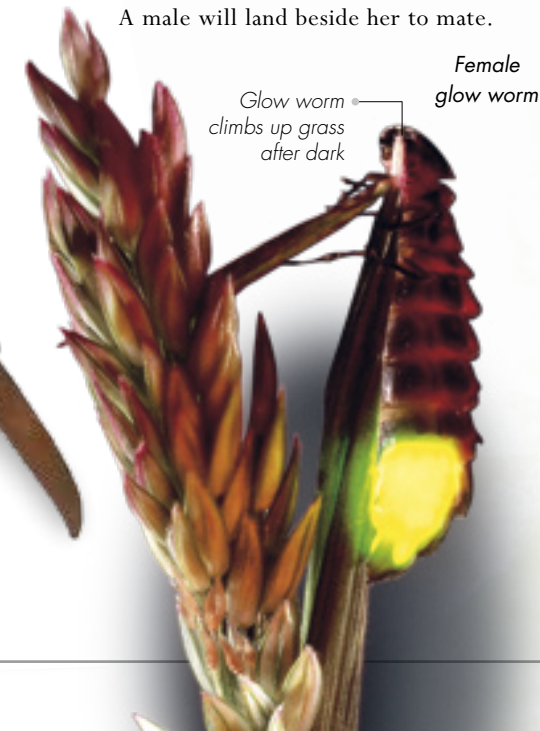 A male will land beside her to mate.
Female
glow worm
Glow worm
climbs up grass
after dark